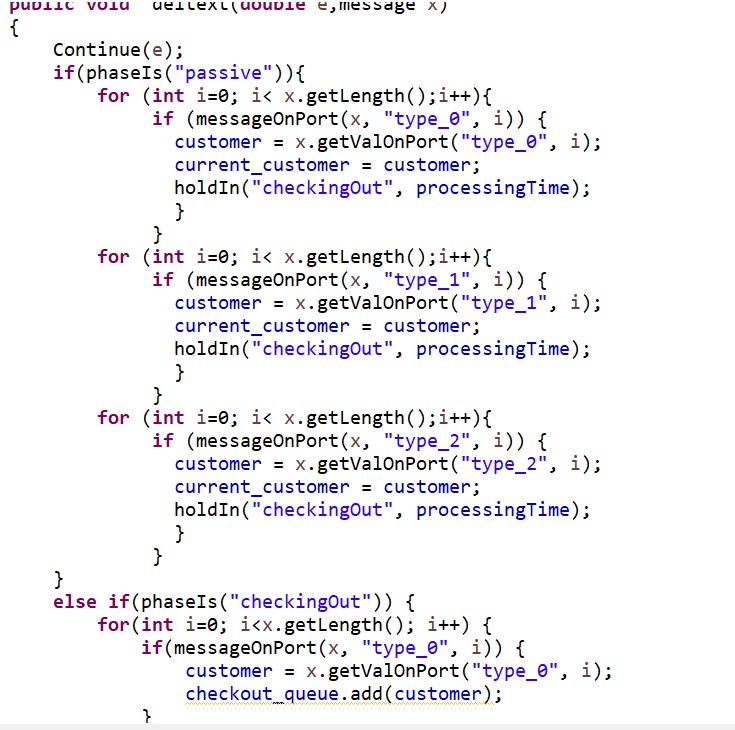 public void  deltext(double e,message x)
{
    Continue(e);
    if(phaseIs("passive")){
        for (int i=0; i< x.getLength();i++){
             if (messageOnPort(x, "type_0", i)) {
               customer = x.getValOnPort("type_0", i);
               current_customer = customer;
               holdIn("checkingOut", processingTime);
               }
             }
        for (int i=0; i< x.getLength();i++){
             if (messageOnPort(x, "type_1", i)) {
               customer = x.getValOnPort("type_1", i);
               current_customer = customer;
               holdIn("checkingOut", processingTime);
               }
             }
        for (int i=0; i< x.getLength();i++){
             if (messageOnPort(x, "type_2", i)) {
               customer = x.getValOnPort("type_2", i);
               current_customer = customer;
               holdIn("checkingOut", processingTime);
               }
             }
    }
    else if(phaseIs("checkingOut")) {
        for(int i=0; i<x.getLength(); i++) {
            if(messageOnPort(x, "type_0", i)) {
                customer = x.getValOnPort("type_0", i);
                checkout_queue.add(customer);
            }